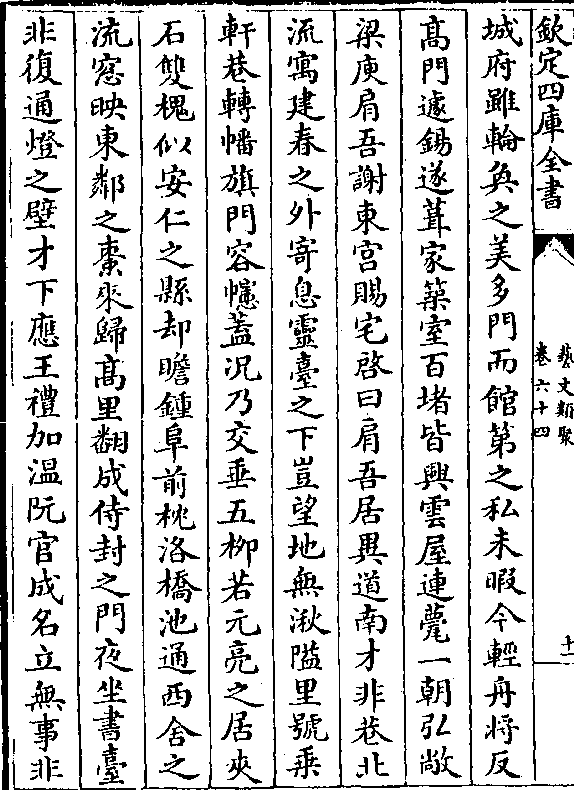 欽定四庫全書
藝文類聚
卷六十四
十
城府雖輪奐之美多門而館第之私未暇今輕舟將反
髙門遽錫遂葺家築室百堵皆興雲屋連甍一朝弘敞
梁庾肩吾謝東宮賜宅啓曰肩吾居異道南才非巷北
流寓建春之外寄息靈臺之下豈望地無湫隘里號乗
軒巷轉幡旗門容幰葢况乃交垂五栁若元亮之居夾
石雙槐似安仁之縣却瞻鍾阜前枕洛橋池通西舍之
流窓映東鄰之棗來歸髙里翻成侍封之門夜坐書臺
非復通燈之壁才下應王禮加温阮官成名立無事非